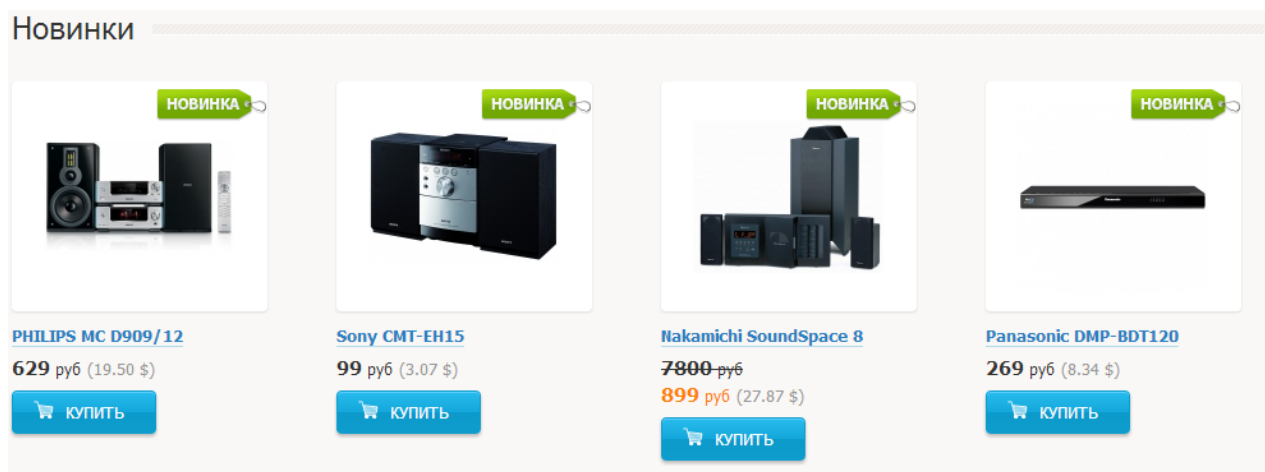 Новинки
НОВИНКА
НОВИНКА
НОВИНКА
НОВИНКА
PHILIPS MC D909/12
Sony CMT-EH15
Nakamichi SoundSpace 8
Panasonic DMP-BDT120
629 руб (19.50 $)
99 руб (3.07 $)
7800 руб
269 руб (8.34 $)
899 руб (27.87 $)
КУПИТЬ
КУПИТЬ
КУПИТЬ
КУПИТЬ